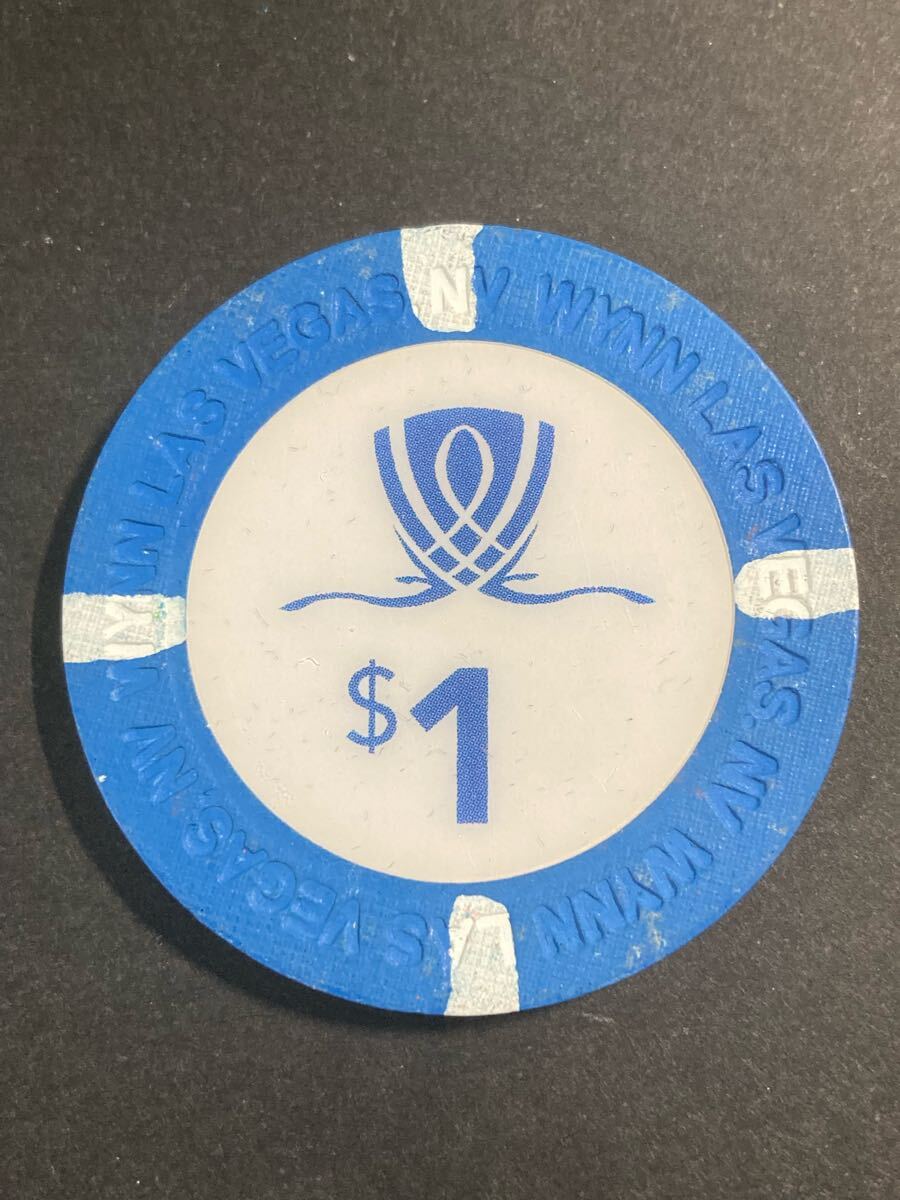 WYNN LAS VEGAS, NV WYNN LAS VEGAS, NV WYNN LAS VEGAS NV
$1